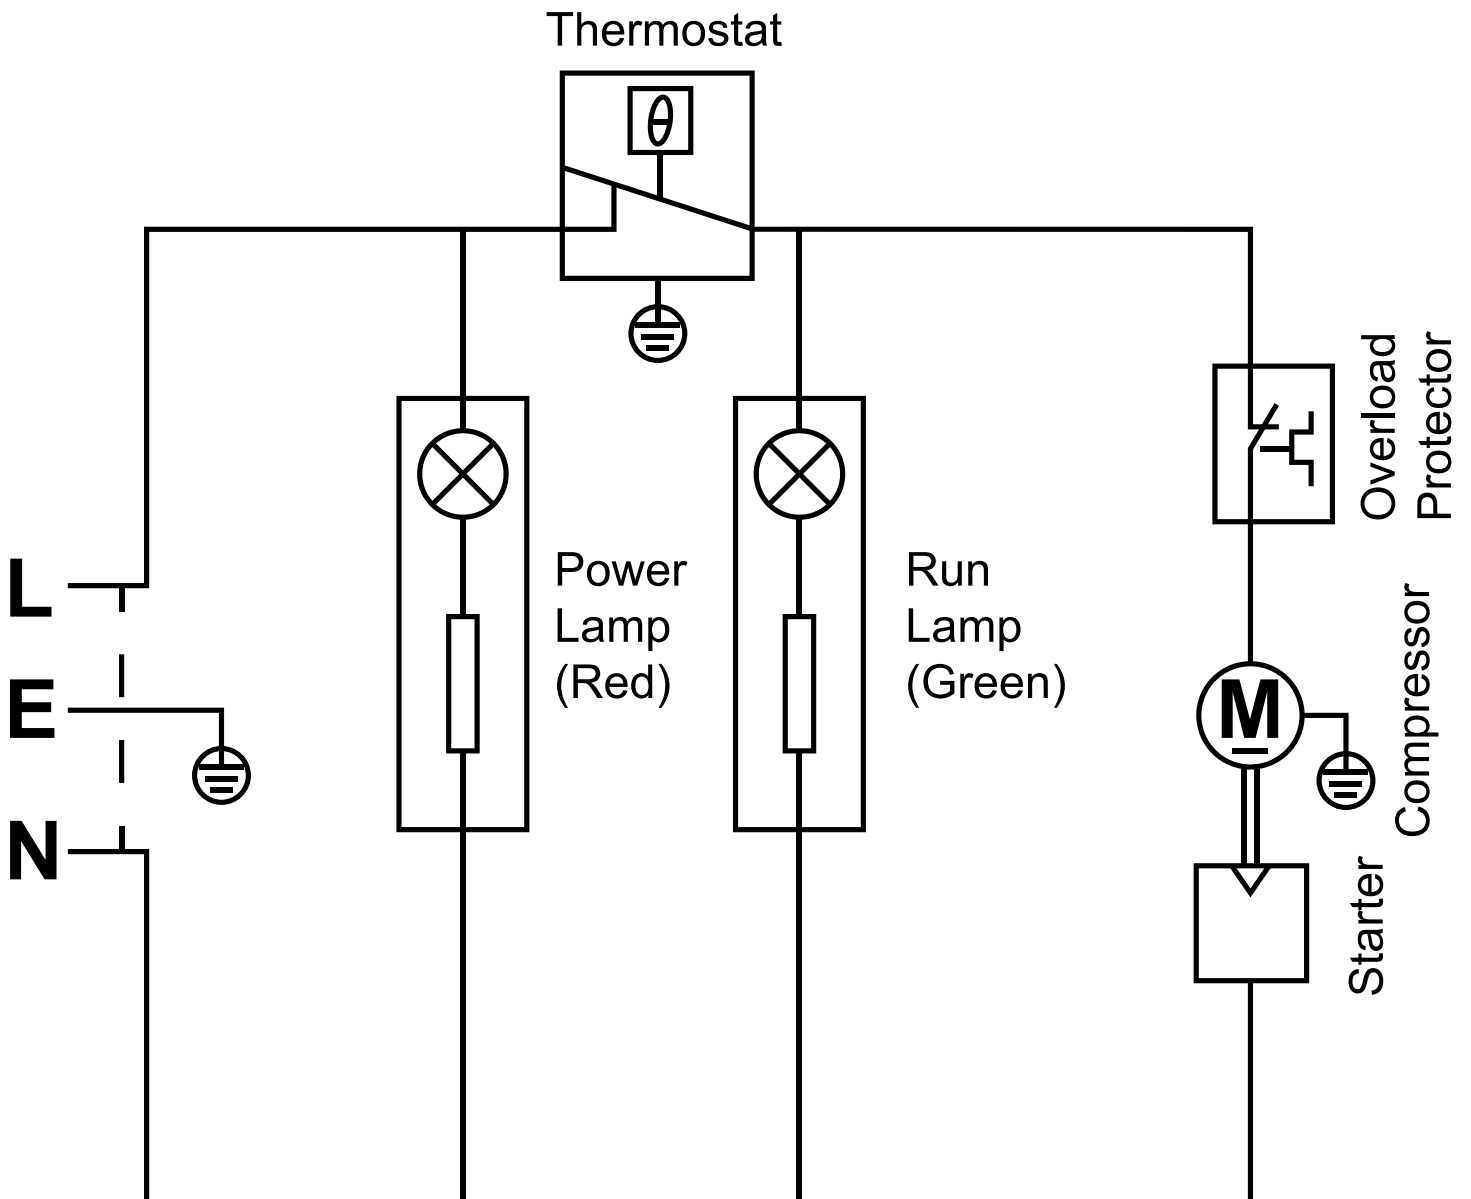 Thermostat
θ
Overload
Protector
L
Power
Lamp
(Red)
Run
Lamp
(Green)
E
M
Compressor
N
Starter